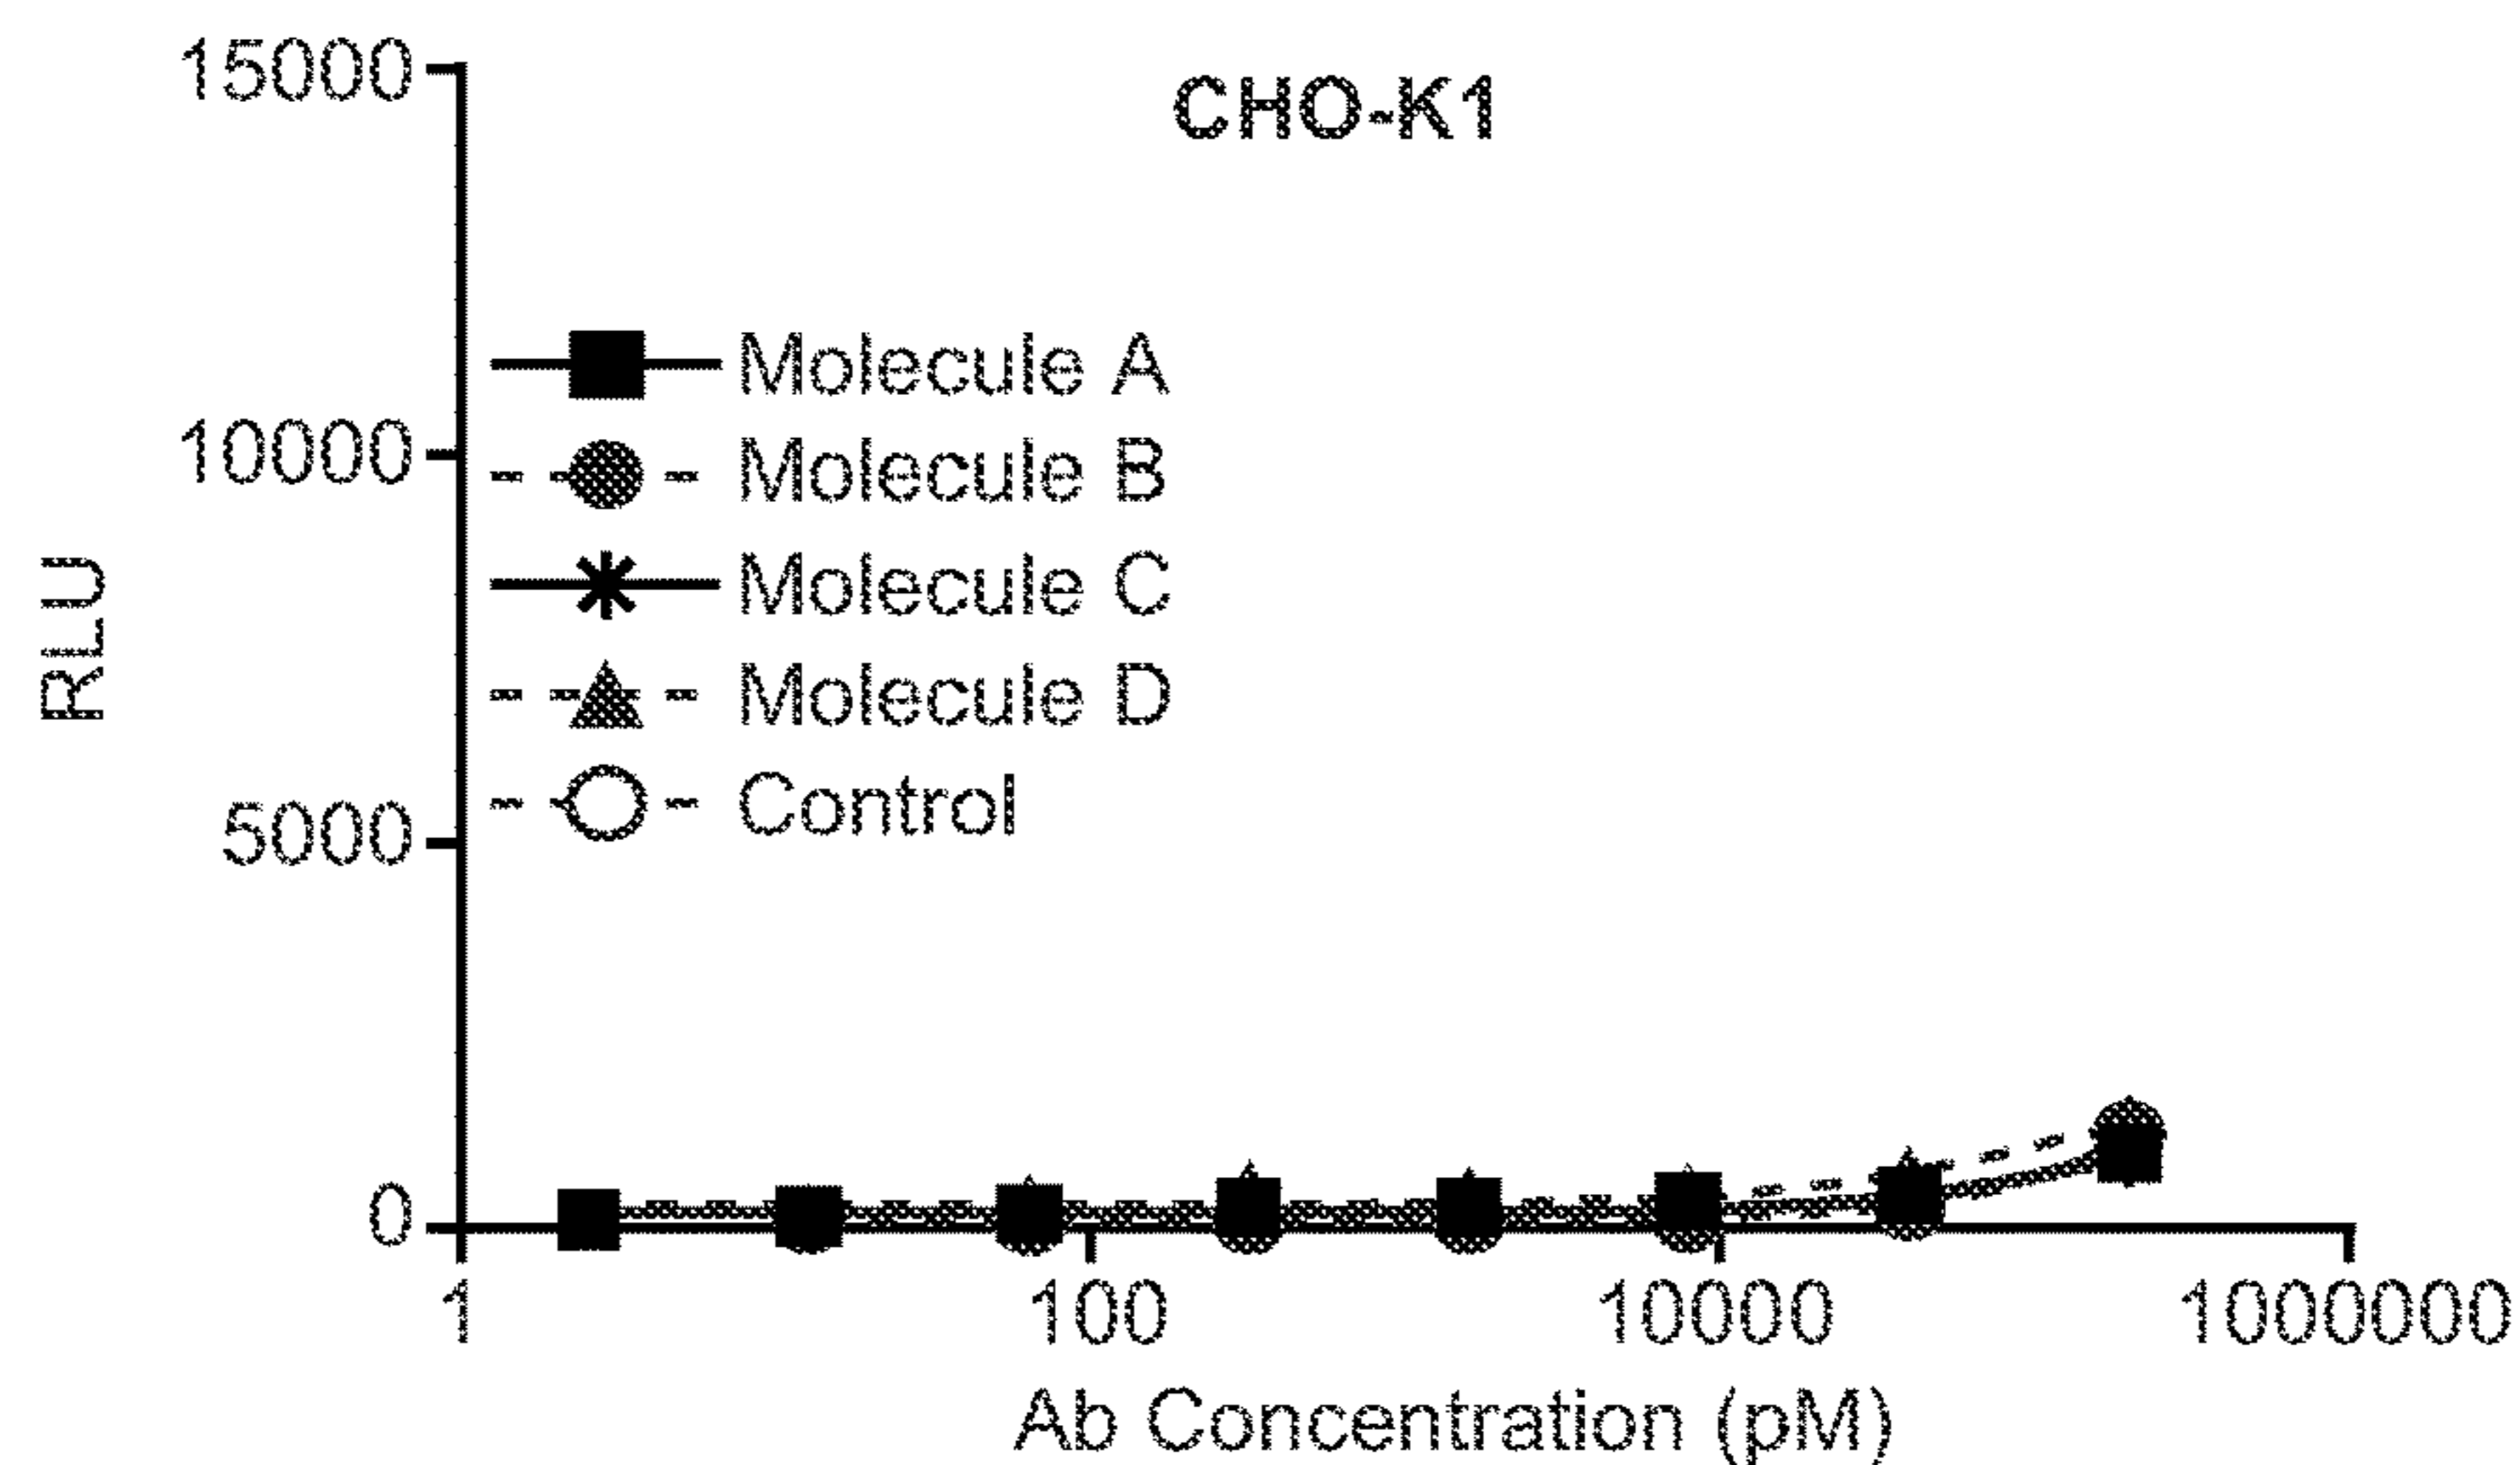 CHO-K1
15000
10000
5000
0
RLU
Molecule A
Molecule B
Molecule C
Molecule D
Control
1 100 10000 1000000
Ab Concentration (pM)